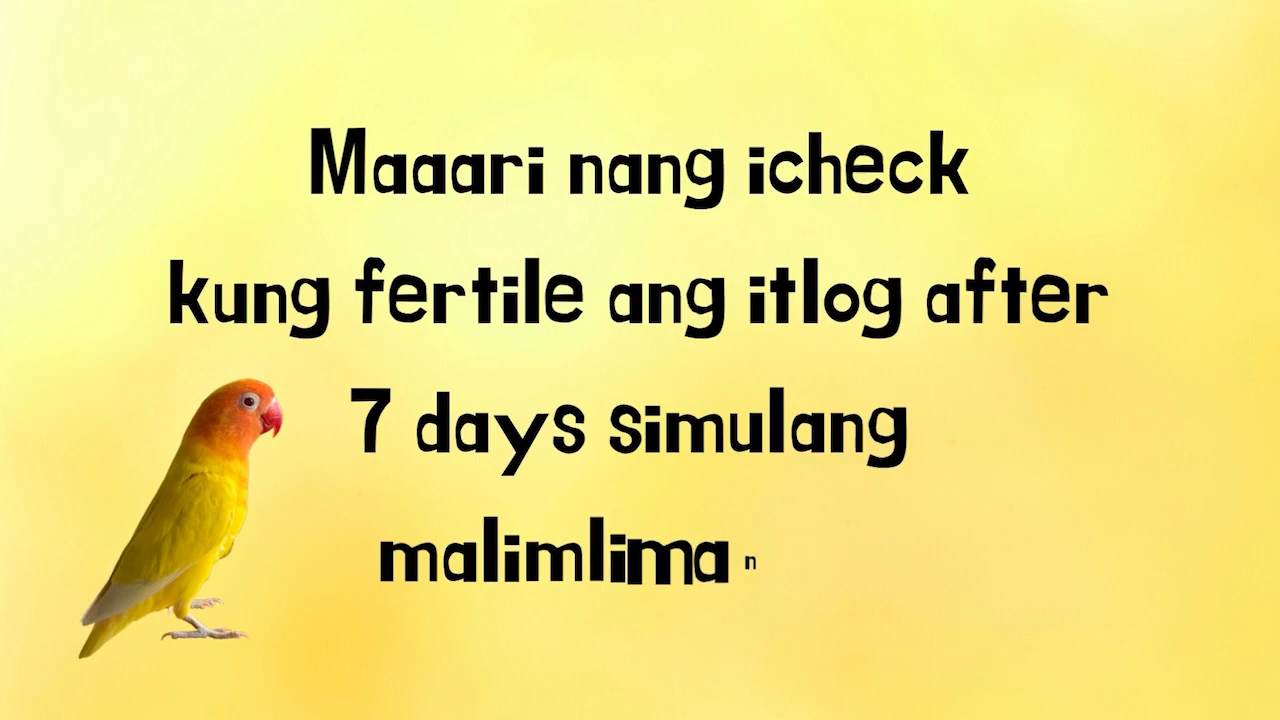 Maaari nang icheck
kung fertile ang itlog after
7 days simulang
malimlima n